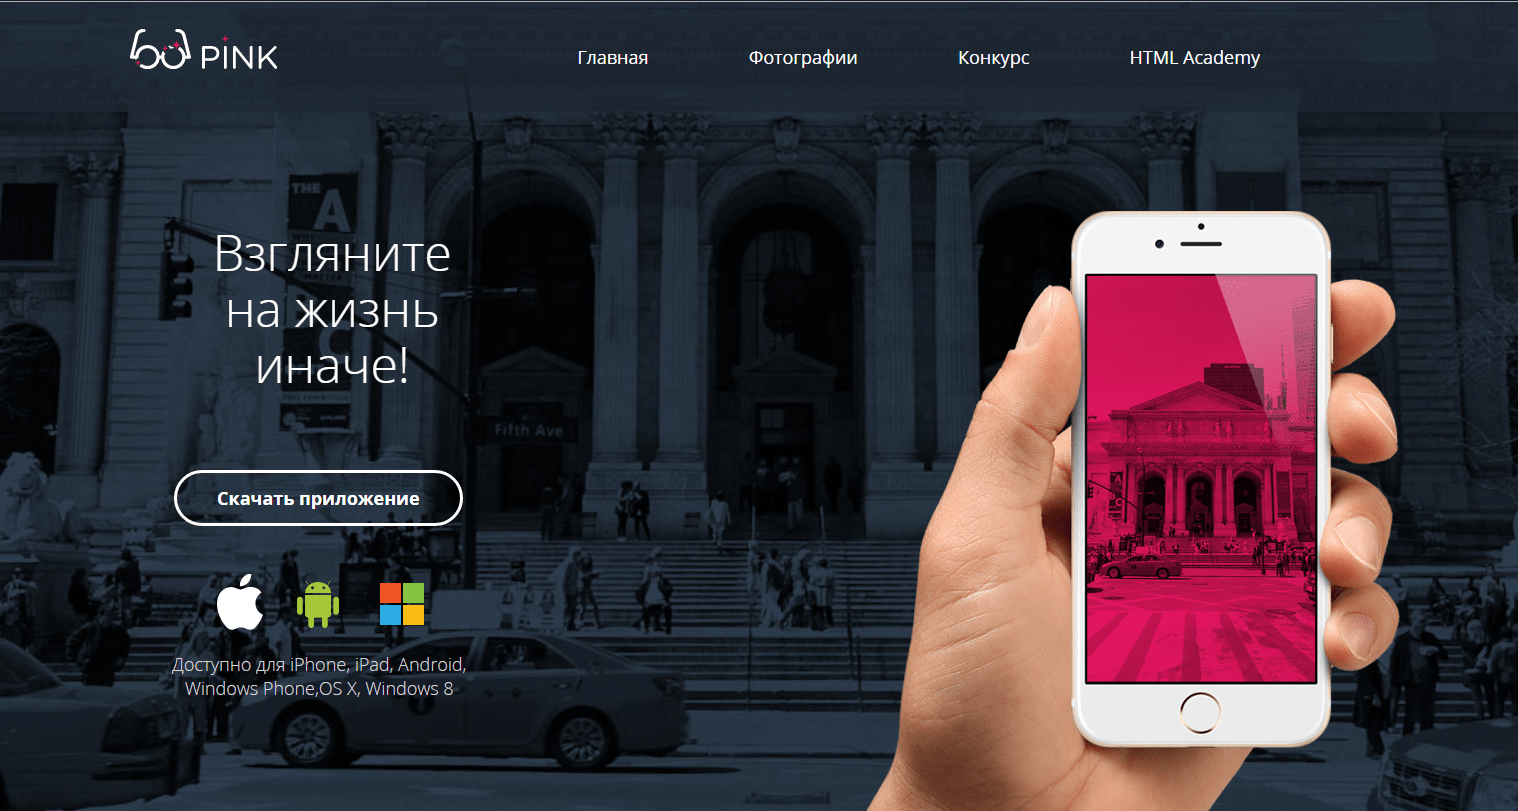 PINK
Главная
Фотографии
Конкурс
HTML Academy
THE
A
Взгляните
на жизнь
иначе!
Fifth Ave
Скачать приложение
Доступно для iPhone, iPad, Android,
Windows Phone,OS X, Windows 8